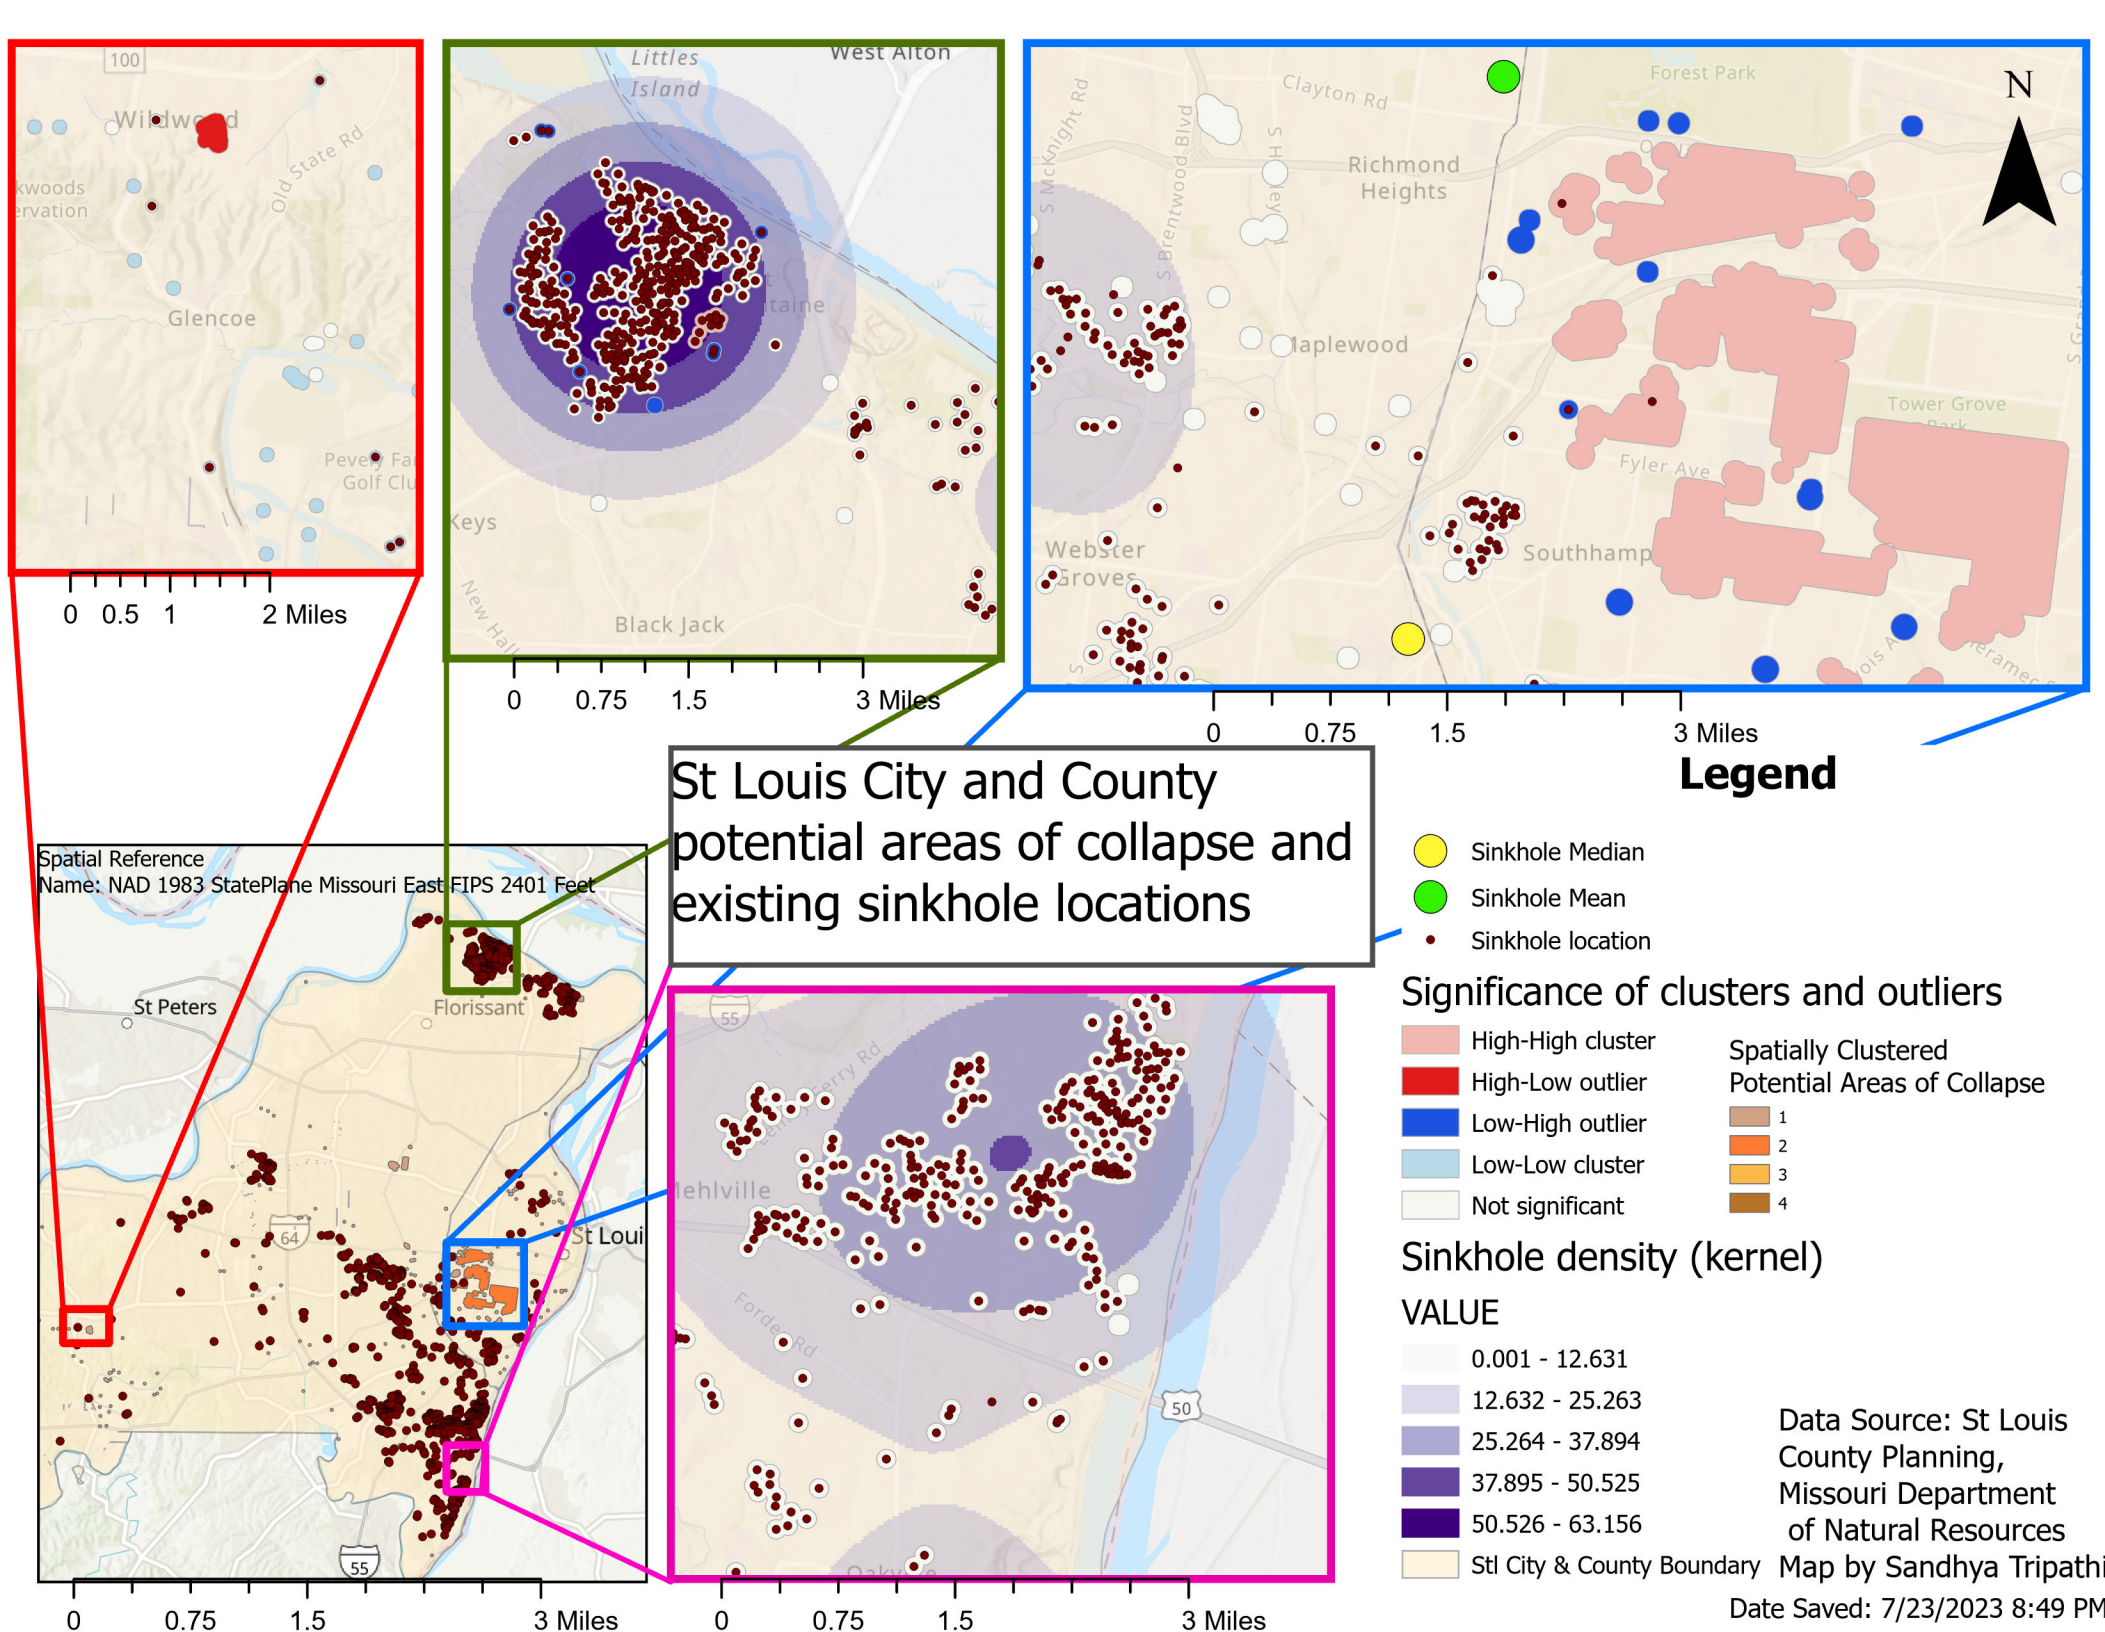 100
Wildwood
Old State Rd
kwoods
ervation
Glencoe
Pevery Fa
Golf Clu
0 0.5 1 2 Miles
Littles
Island
West Alton
Keys
New Hall
Black Jack
0 0.75 1.5 3 Miles
Clayton Rd
Forest Park
N
S McKnight Rd
S Brentwood Blvd
Richmond
Heights
Maplewood
Tower Grove
Park
Fyler Ave
Webster
Groves
Southhamp
0 0.75 1.5 3 Miles
St Louis City and County
potential areas of collapse and
existing sinkhole locations
Spatial Reference
Name: NAD 1983 StatePlane Missouri East FIPS 2401 Feet
St Peters
Florissant
64
St Loui
55
0 0.75 1.5 3 Miles
55
Ferry Rd
Mehlville
Forder Rd
50
0 0.75 1.5 3 Miles
Legend
Sinkhole Median
Sinkhole Mean
Sinkhole location
Significance of clusters and outliers
High-High cluster
High-Low outlier
Low-High outlier
Low-Low cluster
Not significant
Spatially Clustered
Potential Areas of Collapse
1
2
3
4
Sinkhole density (kernel)
VALUE
0.001 - 12.631
12.632 - 25.263
25.264 - 37.894
37.895 - 50.525
50.526 - 63.156
Stl City & County Boundary
Data Source: St Louis
County Planning,
Missouri Department
of Natural Resources
Map by Sandhya Tripathi
Date Saved: 7/23/2023 8:49 PM